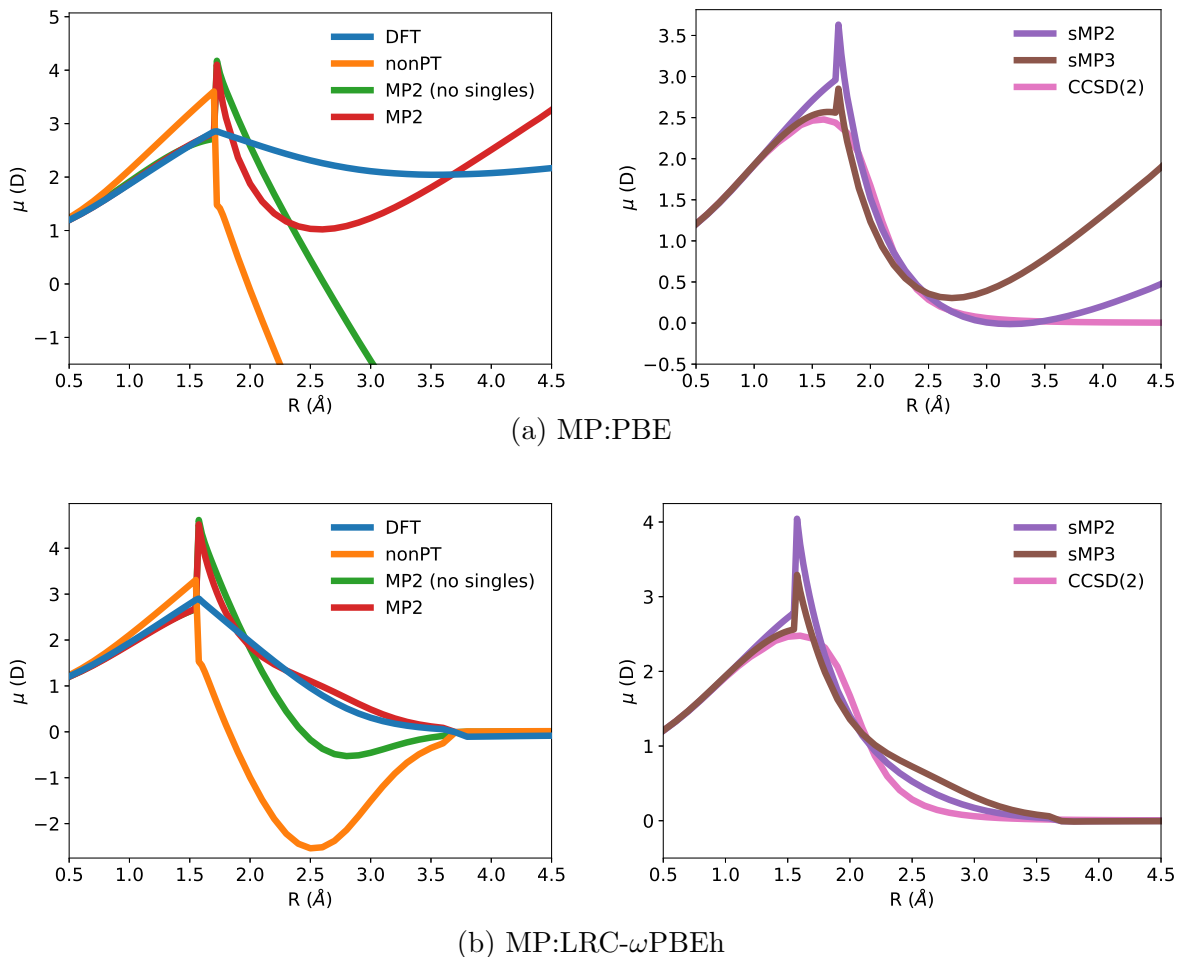 5
4
3
2
1
0
−1
μ (D)
0.5 1.0 1.5 2.0 2.5 3.0 3.5 4.0 4.5
R (Å)
DFT
nonPT
MP2 (no singles)
MP2
3.5
3.0
2.5
2.0
1.5
1.0
0.5
0.0
−0.5
μ (D)
0.5 1.0 1.5 2.0 2.5 3.0 3.5 4.0 4.5
R (Å)
sMP2
sMP3
CCSD(2)
(a) MP:PBE
4
3
2
1
0
−1
−2
μ (D)
0.5 1.0 1.5 2.0 2.5 3.0 3.5 4.0 4.5
R (Å)
DFT
nonPT
MP2 (no singles)
MP2
4
3
2
1
0
μ (D)
0.5 1.0 1.5 2.0 2.5 3.0 3.5 4.0 4.5
R (Å)
sMP2
sMP3
CCSD(2)
(b) MP:LRC-ωPBEh